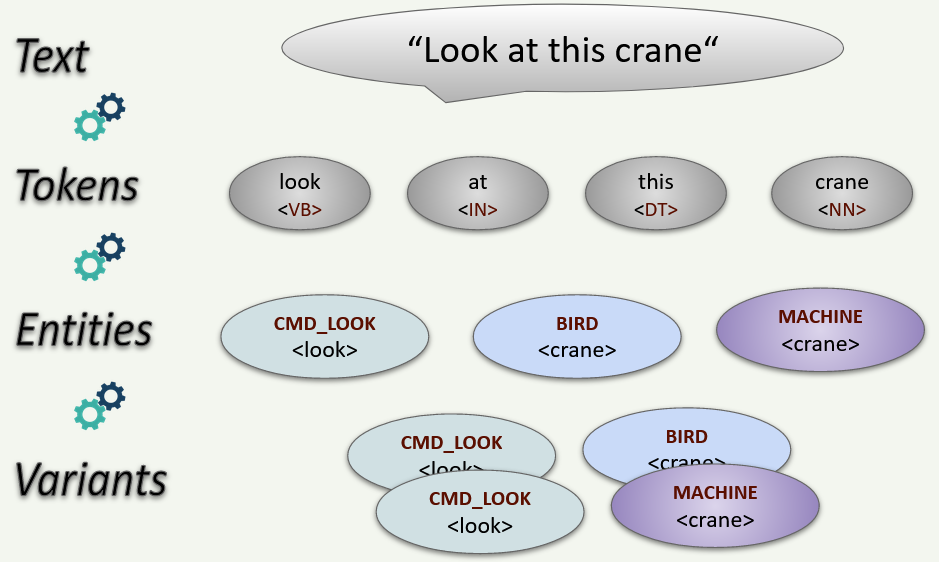 Text
“Look at this crane“
Tokens
look
<VB>
at
<IN>
this
<DT>
crane
<NN>
Entities
CMD_LOOK
<look>
BIRD
<crane>
MACHINE
<crane>
Variants
CMD_LOOK
<look>
BIRD
<crane>
CMD_LOOK
<look>
MACHINE
<crane>